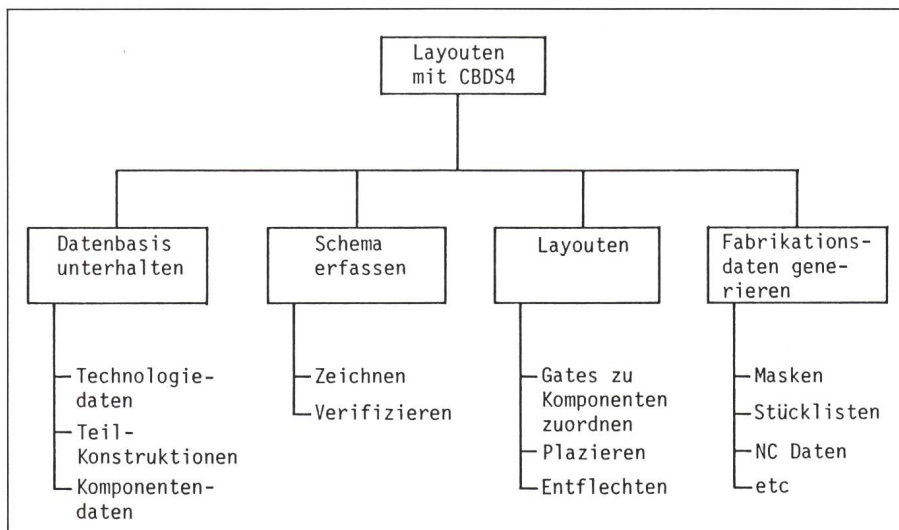 Layouten
mit CBDS4
Datenbasis
unterhalten
Schema
erfassen
Layouten
Fabrikations-
daten gene-
rieren
Technologie-
daten
Teil-
Konstruktionen
Komponenten-
daten
Zeichnen
Verifizieren
Gates zu
Komponenten
zuordnen
Plazieren
Entflechten
Masken
Stücklisten
NC Daten
etc